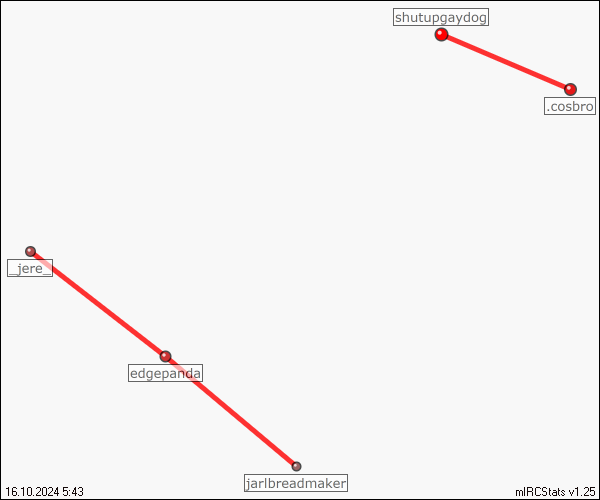 shutupgaydog
.cosbro
_jere_
edgepanda
jarlbreadmaker
16.10.2024 5:43
mIRCStats v1.25